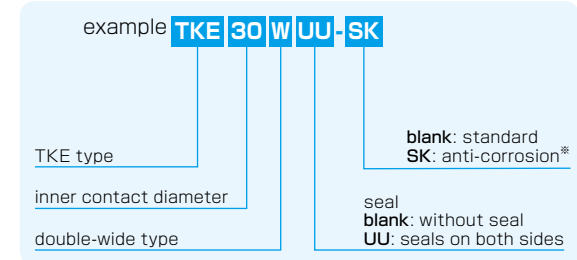 example TKE 30 W UU - SK
blank: standard
TKE type
SK: anti-corrosion※
inner contact diameter
seal
blank: without seal
double-wide type
UU: seals on both sides